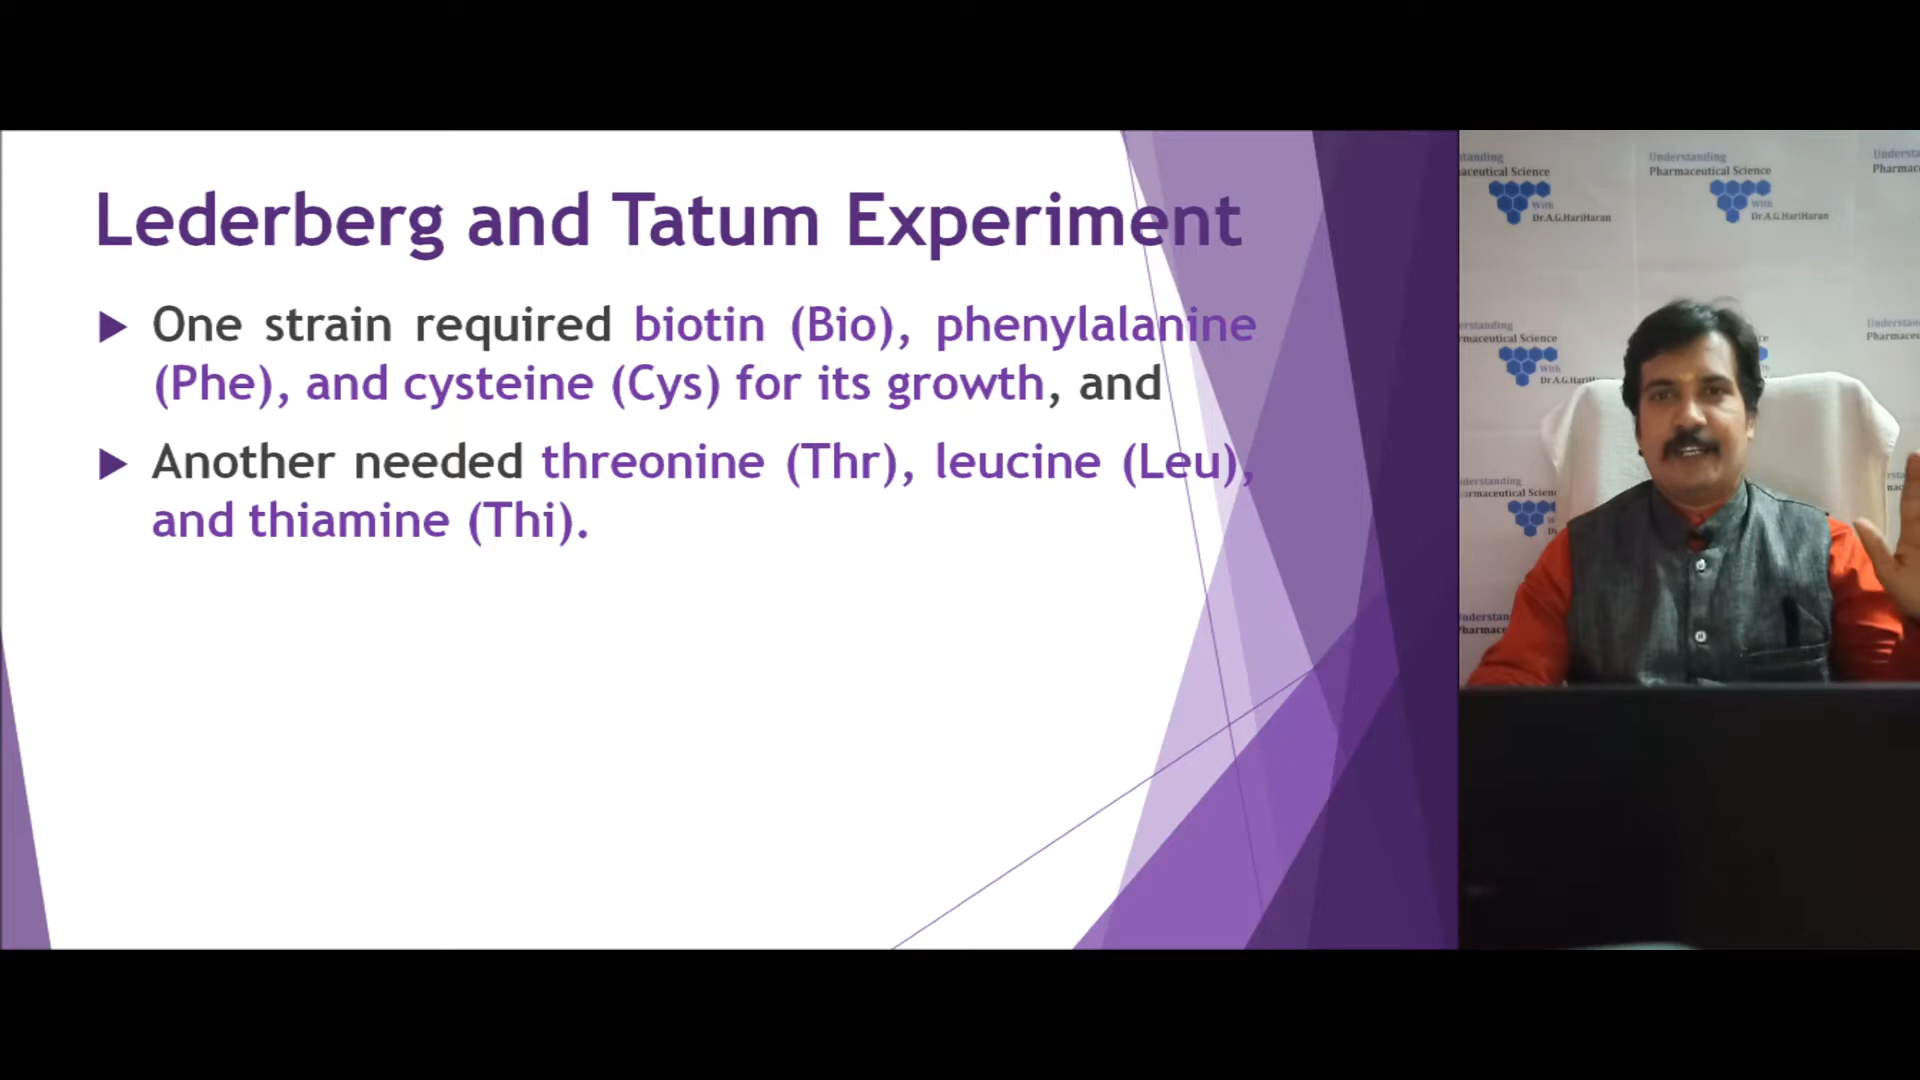 Lederberg and Tatum Experiment
One strain required biotin (Bio), phenylalanine
(Phe), and cysteine (Cys) for its growth, and
Another needed threonine (Thr), leucine (Leu),
and thiamine (Thi).
Understanding
Pharmaceutical Science
With
Dr.A.G.HariHaran